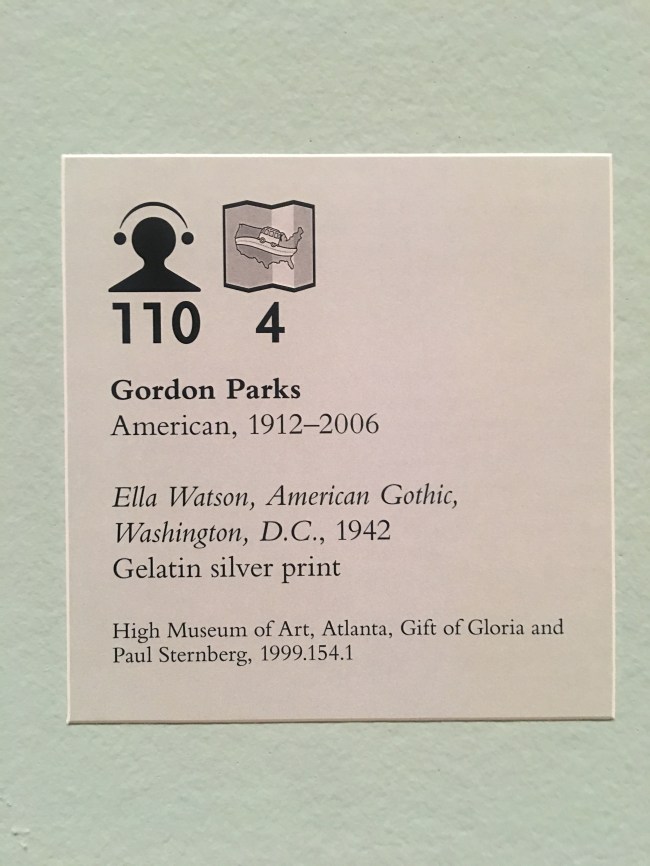 110 4
Gordon Parks
American, 1912–2006
Ella Watson, American Gothic,
Washington, D.C., 1942
Gelatin silver print
High Museum of Art, Atlanta, Gift of Gloria and
Paul Sternberg, 1999.154.1